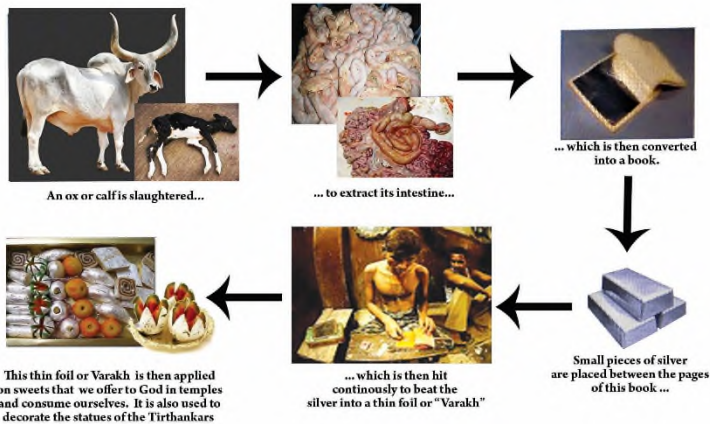 An ox or calf is slaughtered...
... to extract its intestine...
... which is then converted
into a book.
Small pieces of silver
are placed between the pages
of this book ...
... which is then hit
continously to beat the
silver into a thin foil or “Varakh”
This thin foil or Varakh is then applied
on sweets that we offer to God in temples
and consume ourselves. It is also used to
decorate the statues of the Tirthankars